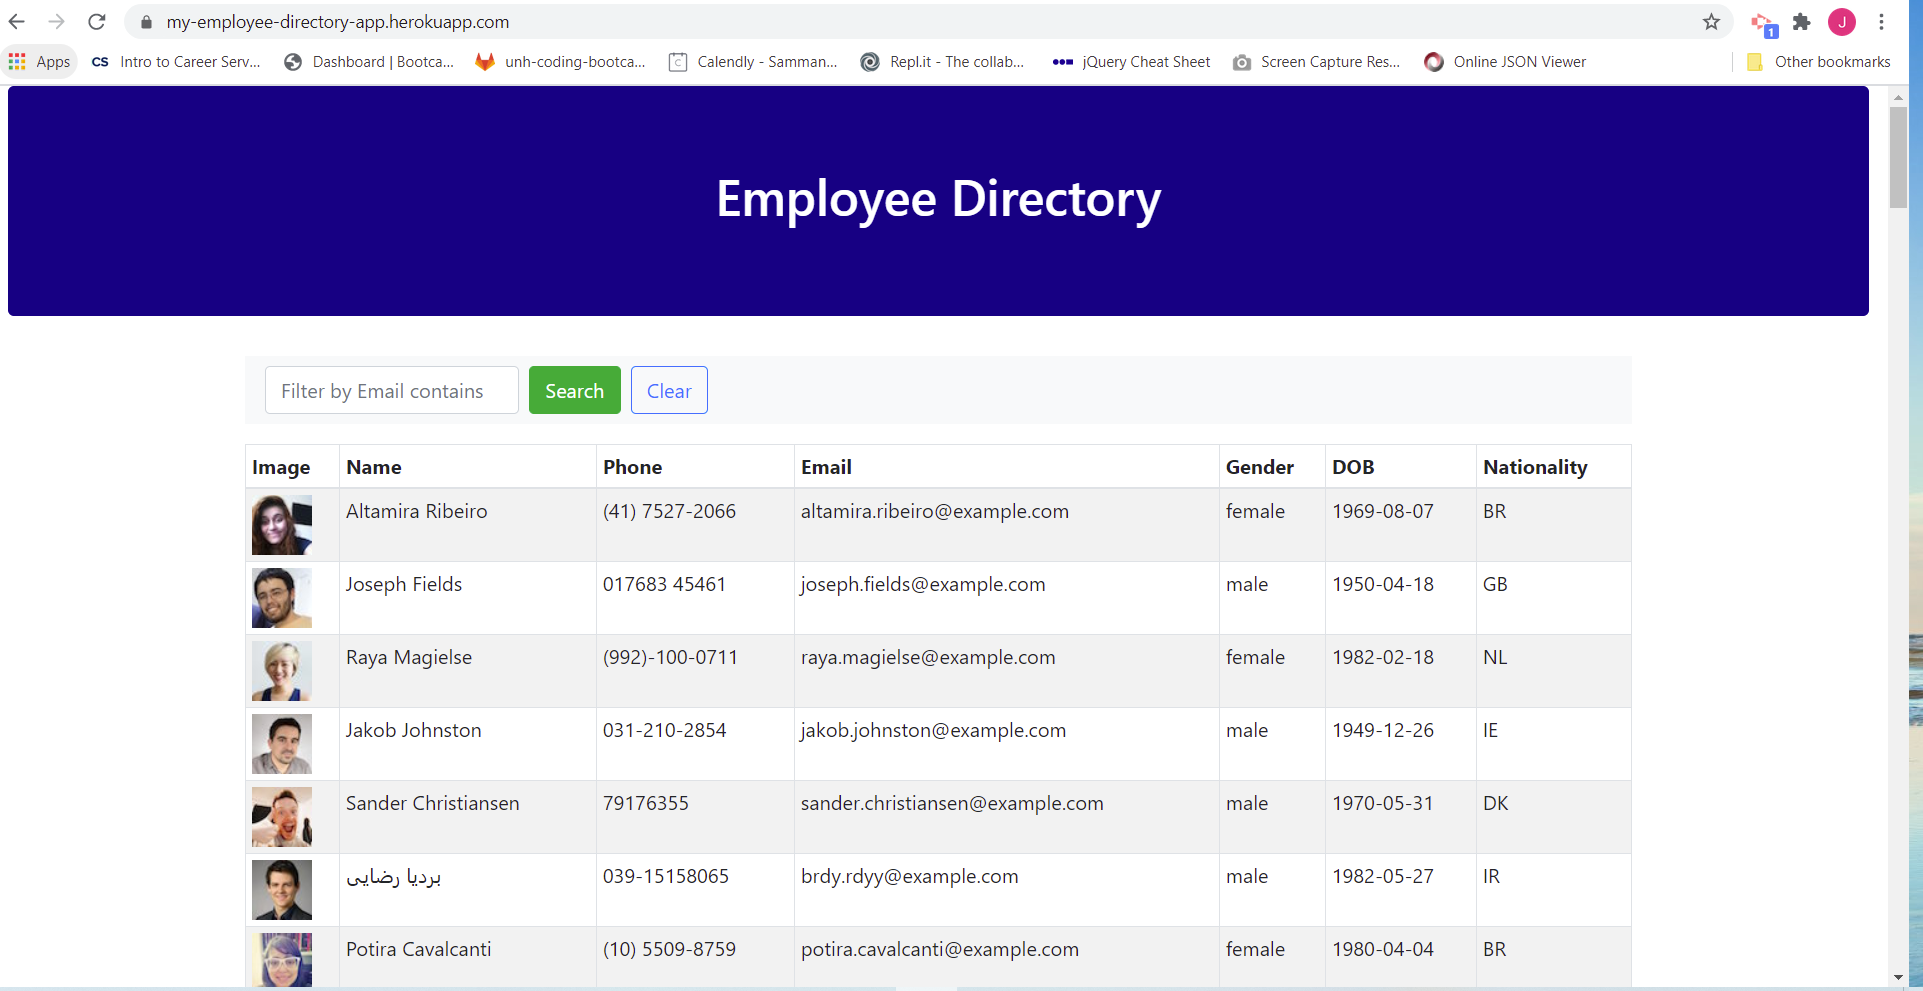 my-employee-directory-app.herokuapp.com
J
1
Apps CS Intro to Career Serv... Dashboard | Bootca... unh-coding-bootca... C Calendly - Samman... Repl.it - The collab... jQuery Cheat Sheet Screen Capture Res... Online JSON Viewer Other bookmarks
Employee Directory
Filter by Email contains Search Clear
Image Name Phone Email Gender DOB Nationality
Altamira Ribeiro (41) 7527-2066 altamira.ribeiro@example.com female 1969-08-07 BR
Joseph Fields 017683 45461 joseph.fields@example.com male 1950-04-18 GB
Raya Magielse (992)-100-0711 raya.magielse@example.com female 1982-02-18 NL
Jakob Johnston 031-210-2854 jakob.johnston@example.com male 1949-12-26 IE
Sander Christiansen 79176355 sander.christiansen@example.com male 1970-05-31 DK
بردیا رضایی 039-15158065 brdy.rdyy@example.com male 1982-05-27 IR
Potira Cavalcanti (10) 5509-8759 potira.cavalcanti@example.com female 1980-04-04 BR